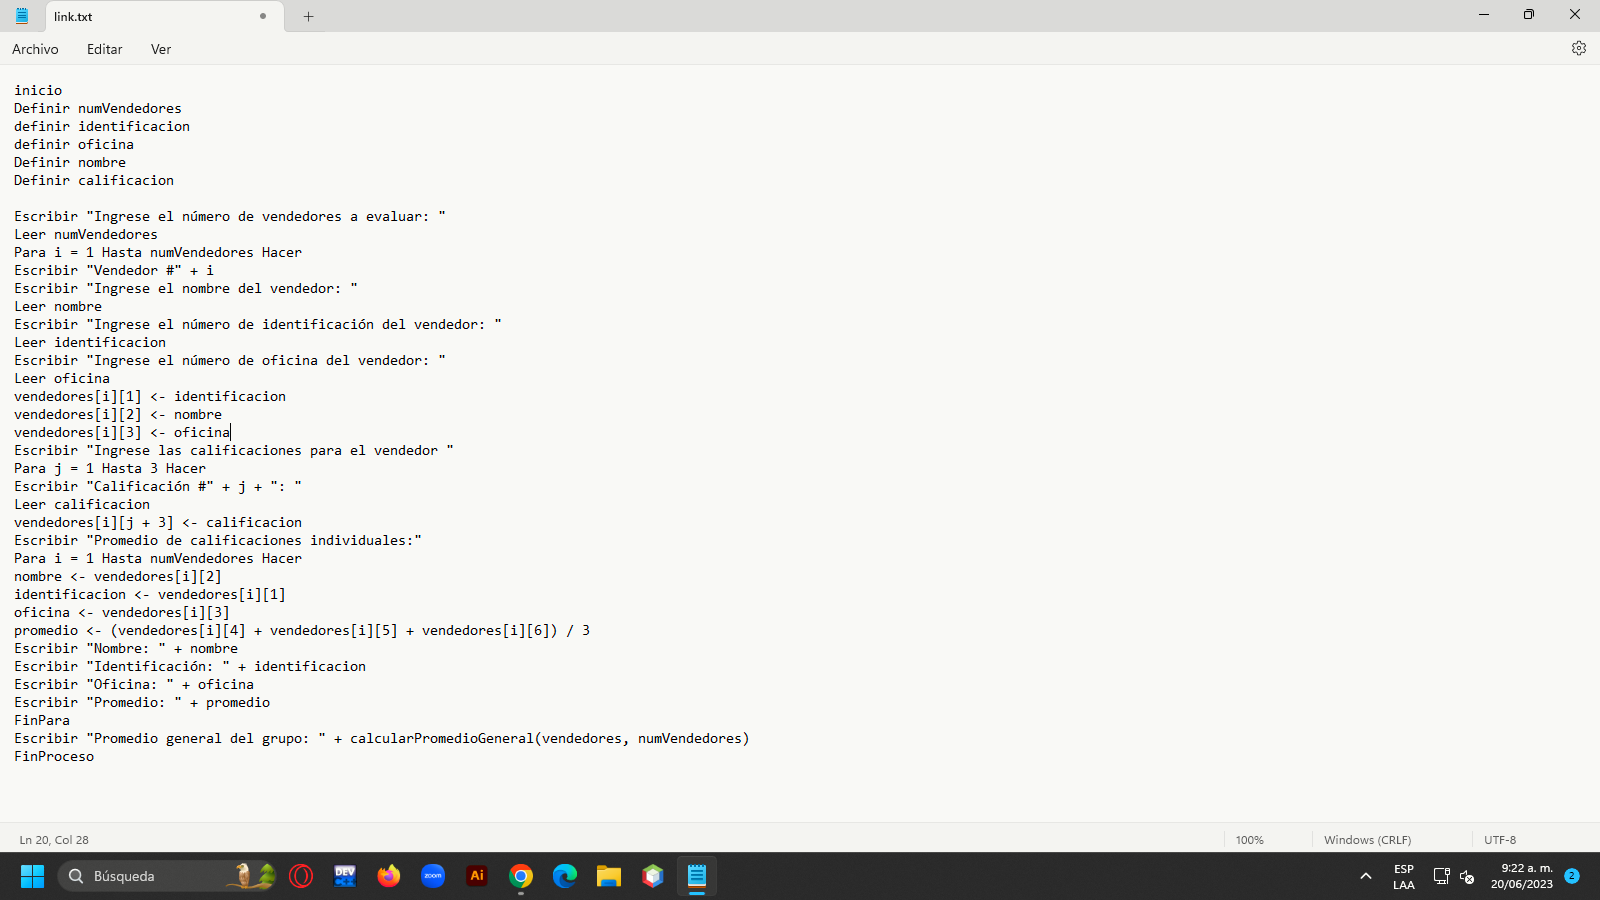 link.txt
Archivo Editar Ver
inicio
Definir numVendedores
definir identificacion
definir oficina
Definir nombre
Definir calificacion
Escribir "Ingrese el número de vendedores a evaluar: "
Leer numVendedores
Para i = 1 Hasta numVendedores Hacer
Escribir "Vendedor #" + i
Escribir "Ingrese el nombre del vendedor: "
Leer nombre
Escribir "Ingrese el número de identificación del vendedor: "
Leer identificacion
Escribir "Ingrese el número de oficina del vendedor: "
Leer oficina
vendedores[i][1] <- identificacion
vendedores[i][2] <- nombre
vendedores[i][3] <- oficina
Escribir "Ingrese las calificaciones para el vendedor "
Para j = 1 Hasta 3 Hacer
Escribir "Calificación #" + j + ": "
Leer calificacion
vendedores[i][j + 3] <- calificacion
Escribir "Promedio de calificaciones individuales:"
Para i = 1 Hasta numVendedores Hacer
nombre <- vendedores[i][2]
identificacion <- vendedores[i][1]
oficina <- vendedores[i][3]
promedio <- (vendedores[i][4] + vendedores[i][5] + vendedores[i][6]) / 3
Escribir "Nombre: " + nombre
Escribir "Identificación: " + identificacion
Escribir "Oficina: " + oficina
Escribir "Promedio: " + promedio
FinPara
Escribir "Promedio general del grupo: " + calcularPromedioGeneral(vendedores, numVendedores)
FinProceso
Ln 20, Col 28 100% Windows (CRLF) UTF-8
Búsqueda DEV zoom Ai ESP 9:22 a. m. 2
LAA 20/06/2023